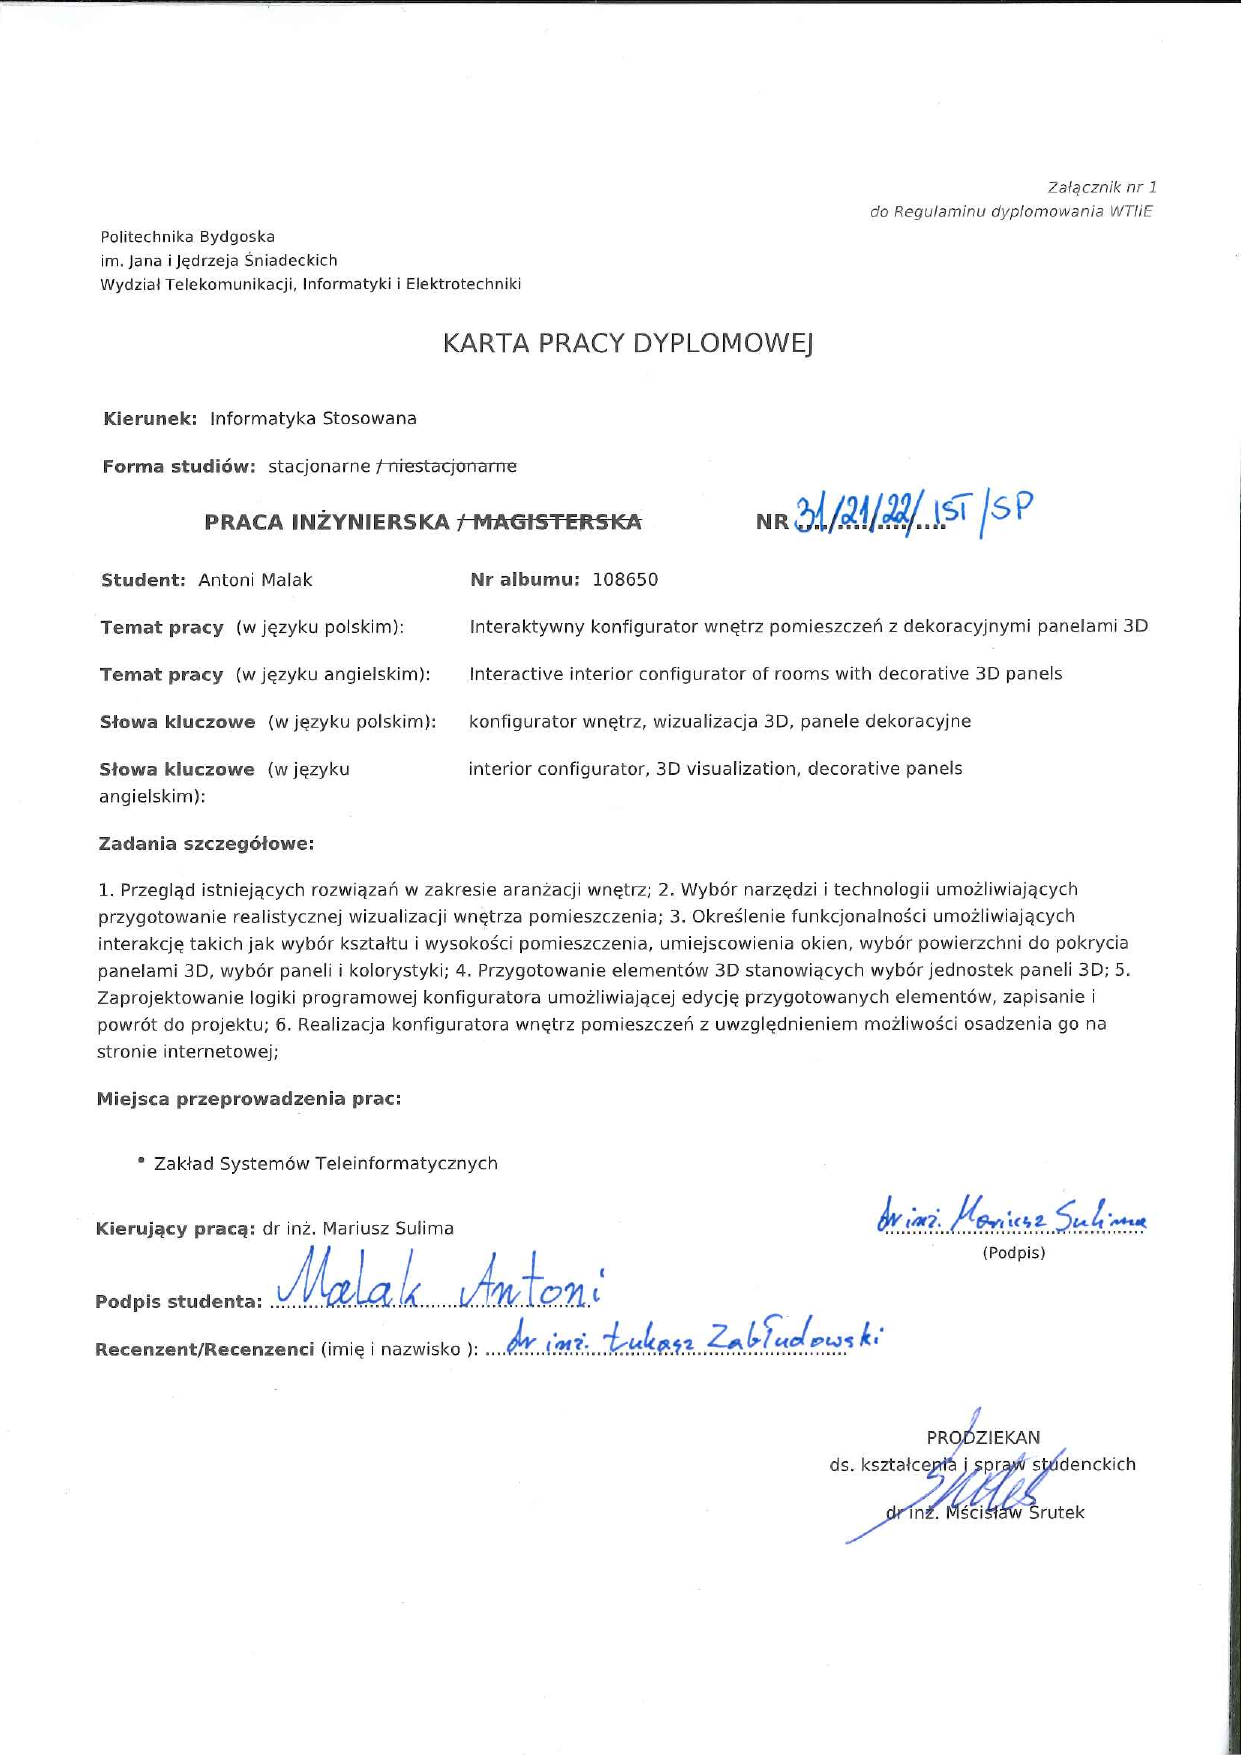 Załącznik nr 1
do Regulaminu dyplomowania WTIiE
Politechnika Bydgoska
im. Jana i Jędrzeja Śniadeckich
Wydział Telekomunikacji, Informatyki i Elektrotechniki
KARTA PRACY DYPLOMOWEJ
Kierunek: Informatyka Stosowana
Forma studiów: stacjonarne / niestacjonarne
PRACA INŻYNIERSKA / MAGISTERSKA NR 31/21/22/IST/SP
Student: Antoni Malak Nr albumu: 108650
Temat pracy (w języku polskim): Interaktywny konfigurator wnętrz pomieszczeń z dekoracyjnymi panelami 3D
Temat pracy (w języku angielskim): Interactive interior configurator of rooms with decorative 3D panels
Słowa kluczowe (w języku polskim): konfigurator wnętrz, wizualizacja 3D, panele dekoracyjne
Słowa kluczowe (w języku interior configurator, 3D visualization, decorative panels
angielskim):
Zadania szczegółowe:
1. Przegląd istniejących rozwiązań w zakresie aranżacji wnętrz; 2. Wybór narzędzi i technologii umożliwiających
przygotowanie realistycznej wizualizacji wnętrza pomieszczenia; 3. Określenie funkcjonalności umożliwiających
interakcję takich jak wybór kształtu i wysokości pomieszczenia, umiejscowienia okien, wybór powierzchni do pokrycia
panelami 3D, wybór paneli i kolorystyki; 4. Przygotowanie elementów 3D stanowiących wybór jednostek paneli 3D; 5.
Zaprojektowanie logiki programowej konfiguratora umożliwiającej edycję przygotowanych elementów, zapisanie i
powrót do projektu; 6. Realizacja konfiguratora wnętrz pomieszczeń z uwzględnieniem możliwości osadzenia go na
stronie internetowej;
Miejsca przeprowadzenia prac:
• Zakład Systemów Teleinformatycznych
Kierujący pracą: dr inż. Mariusz Sulima dr inż. Mariusz Sulima
(Podpis)
Podpis studenta: Malak Antoni
Recenzent/Recenzenci (imię i nazwisko ): dr inż. Łukasz Zabłudowski
PRODZIEKAN
ds. kształcenia i spraw studenckich
dr inż. Mścisław Śrutek